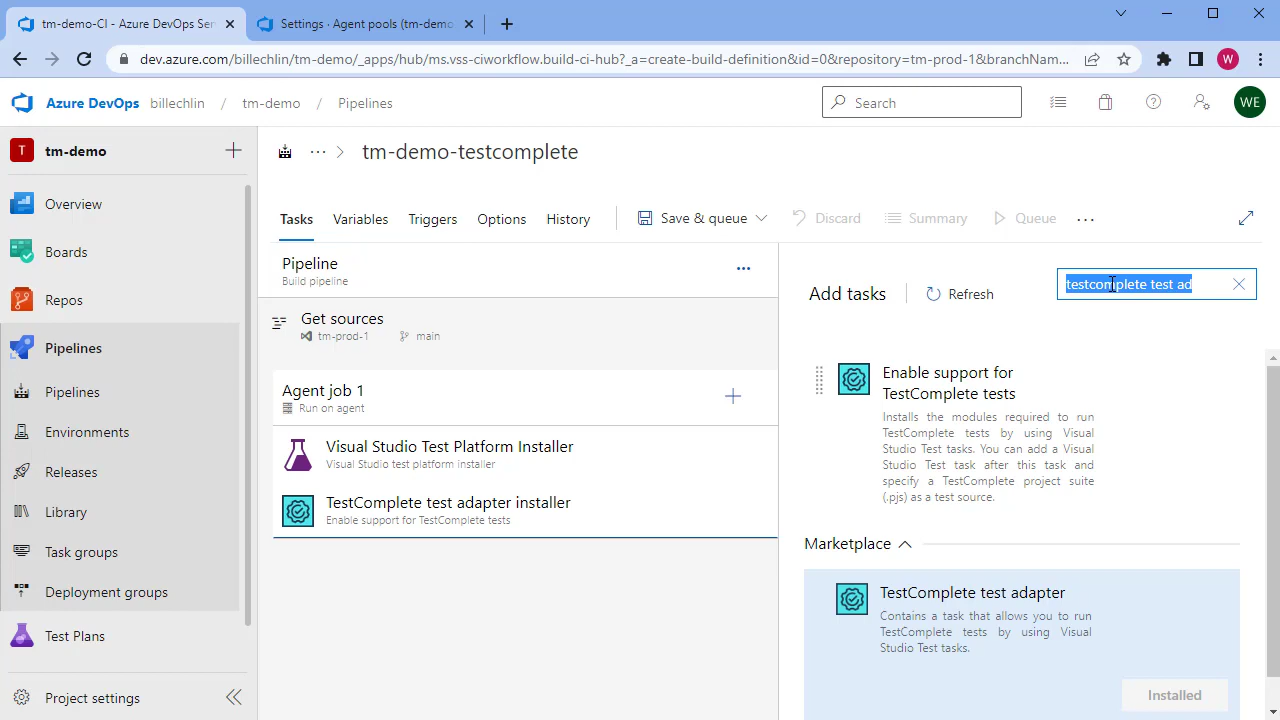 tm-demo-CI - Azure DevOps Ser
Settings · Agent pools (tm-demo
dev.azure.com/billechlin/tm-demo/_apps/hub/ms.vss-ciworkflow.build-ci-hub?_a=create-build-definition&id=0&repository=tm-prod-1&branchNam...
W
Azure DevOps billechlin / tm-demo / Pipelines
Search
WE
T tm-demo
Overview
Boards
Repos
Pipelines
Pipelines
Environments
Releases
Library
Task groups
Deployment groups
Test Plans
Project settings
··· > tm-demo-testcomplete
Tasks Variables Triggers Options History
Save & queue Discard Summary Queue ...
Pipeline
Build pipeline
Get sources
tm-prod-1 main
Agent job 1
Run on agent
Visual Studio Test Platform Installer
Visual Studio test platform installer
TestComplete test adapter installer
Enable support for TestComplete tests
Add tasks Refresh
testcomplete test ad
Enable support for
TestComplete tests
Installs the modules required to run
TestComplete tests by using Visual
Studio Test tasks. You can add a Visual
Studio Test task after this task and
specify a TestComplete project suite
(.pjs) as a test source.
Marketplace
TestComplete test adapter
Contains a task that allows you to run
TestComplete tests by using Visual
Studio Test tasks.
Installed